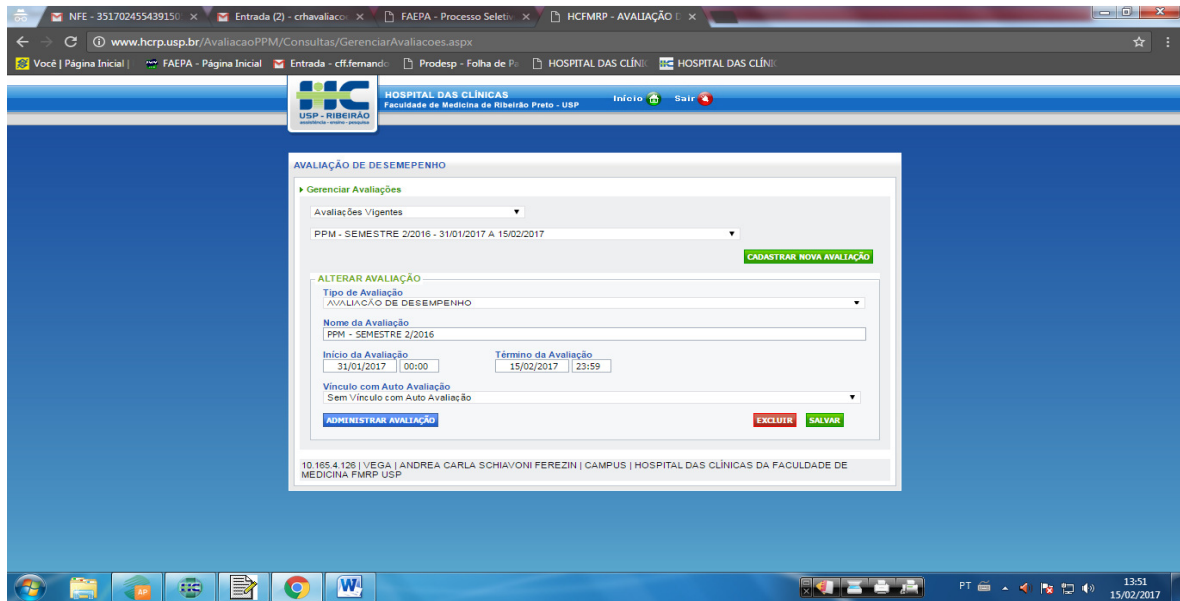 NFE - 351702455439150
Entrada (2) - crhavaliacoe
FAEPA - Processo Seletiv
HCFMRP - AVALIAÇÃO D
www.hcrp.usp.br/AvaliacaoPPM/Consultas/GerenciarAvaliacoes.aspx
Você | Página Inicial |
FAEPA - Página Inicial
Entrada - cff.fernando
Prodesp - Folha de Pa
HOSPITAL DAS CLÍNIC
HOSPITAL DAS CLÍNIC
HC
USP - RIBEIRÃO
assistência - ensino - pesquisa
HOSPITAL DAS CLÍNICAS
Faculdade de Medicina de Ribeirão Preto - USP
Início
Sair
AVALIAÇÃO DE DESEMEPENHO
Gerenciar Avaliações
Avaliações Vigentes
PPM - SEMESTRE 2/2016 - 31/01/2017 A 15/02/2017
CADASTRAR NOVA AVALIAÇÃO
ALTERAR AVALIAÇÃO
Tipo de Avaliação
AVALIAÇÃO DE DESEMPENHO
Nome da Avaliação
PPM - SEMESTRE 2/2016
Início da Avaliação Término da Avaliação
31/01/2017 00:00 15/02/2017 23:59
Vínculo com Auto Avaliação
Sem Vínculo com Auto Avaliação
ADMINISTRAR AVALIAÇÃO EXCLUIR SALVAR
10.165.4.126 | VEGA | ANDREA CARLA SCHIAVONI FEREZIN | CAMPUS | HOSPITAL DAS CLÍNICAS DA FACULDADE DE
MEDICINA FMRP USP
AP
HC
W
PT
13:51
15/02/2017